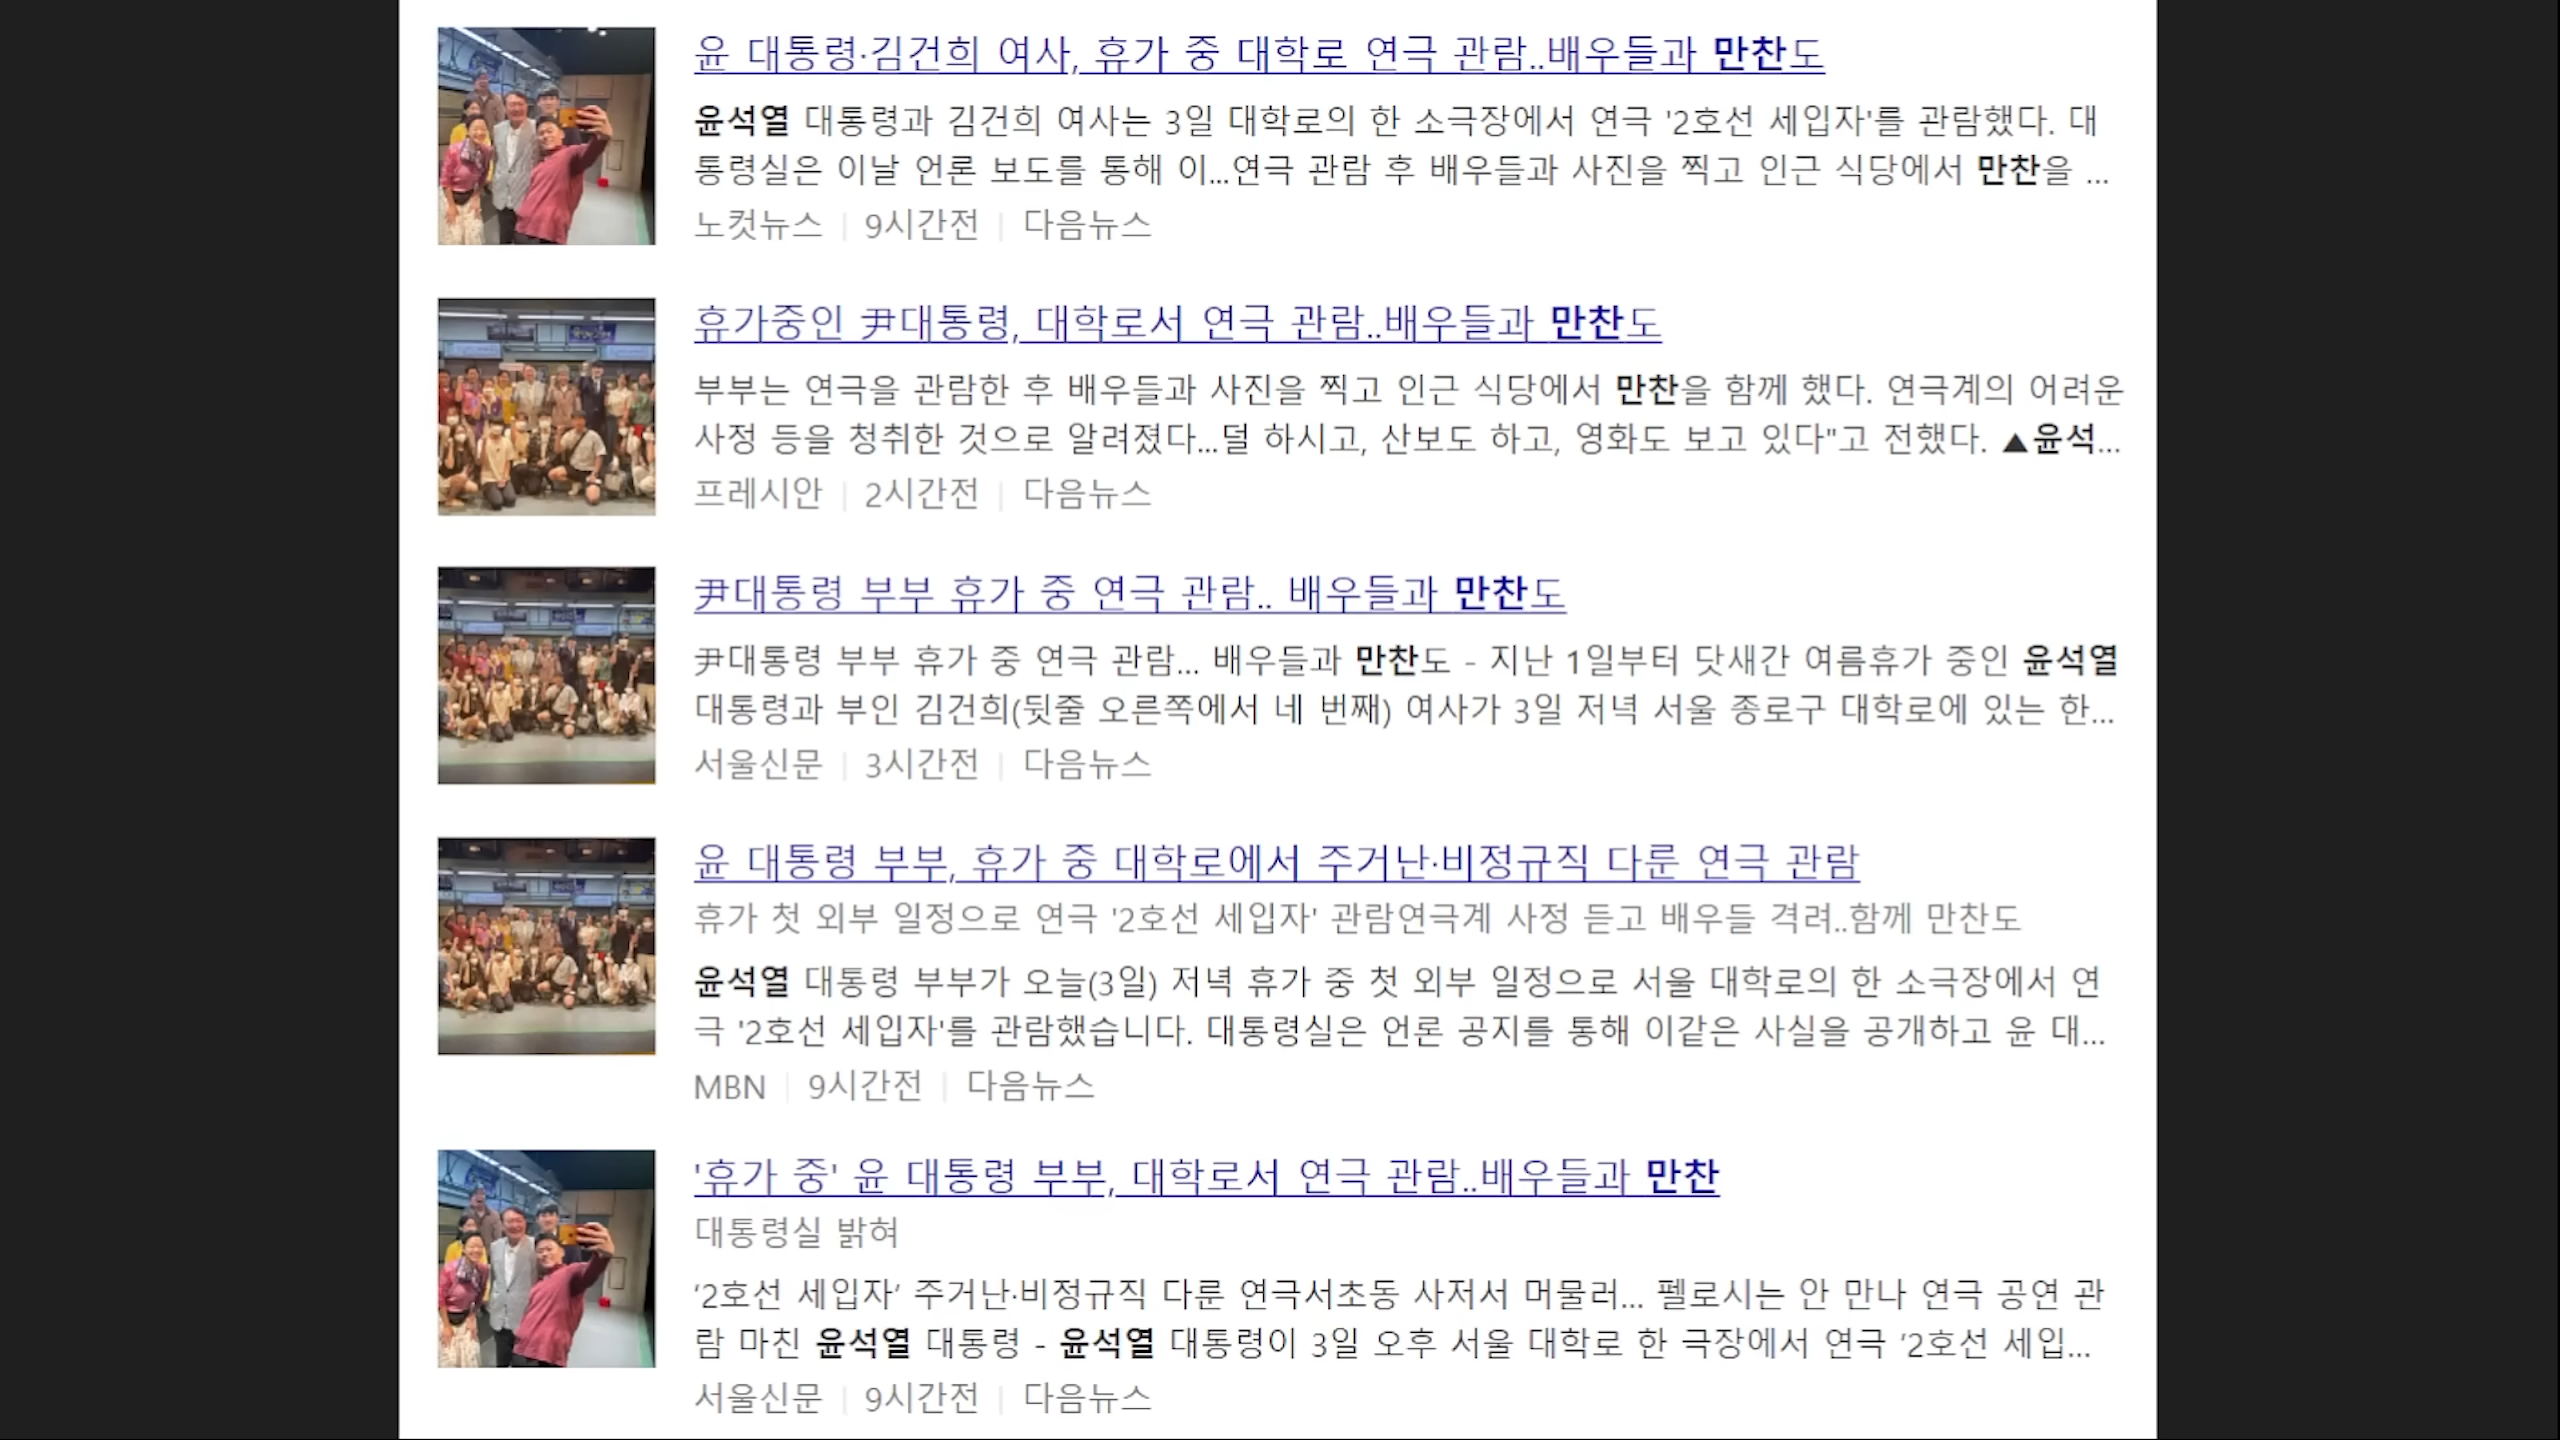 윤 대통령·김건희 여사, 휴가 중 대학로 연극 관람..배우들과 만찬도
윤석열 대통령과 김건희 여사는 3일 대학로의 한 소극장에서 연극 '2호선 세입자'를 관람했다. 대
통령실은 이날 언론 보도를 통해 이...연극 관람 후 배우들과 사진을 찍고 인근 식당에서 만찬을 ...
노컷뉴스 | 9시간전 | 다음뉴스
휴가중인 尹대통령, 대학로서 연극 관람..배우들과 만찬도
부부는 연극을 관람한 후 배우들과 사진을 찍고 인근 식당에서 만찬을 함께 했다. 연극계의 어려운
사정 등을 청취한 것으로 알려졌다...덜 하시고, 산보도 하고, 영화도 보고 있다"고 전했다. ▲윤석...
프레시안 | 2시간전 | 다음뉴스
尹대통령 부부 휴가 중 연극 관람.. 배우들과 만찬도
尹대통령 부부 휴가 중 연극 관람... 배우들과 만찬도 - 지난 1일부터 닷새간 여름휴가 중인 윤석열
대통령과 부인 김건희(뒷줄 오른쪽에서 네 번째) 여사가 3일 저녁 서울 종로구 대학로에 있는 한...
서울신문 | 3시간전 | 다음뉴스
윤 대통령 부부, 휴가 중 대학로에서 주거난·비정규직 다룬 연극 관람
휴가 첫 외부 일정으로 연극 '2호선 세입자' 관람연극계 사정 듣고 배우들 격려..함께 만찬도
윤석열 대통령 부부가 오늘(3일) 저녁 휴가 중 첫 외부 일정으로 서울 대학로의 한 소극장에서 연
극 '2호선 세입자'를 관람했습니다. 대통령실은 언론 공지를 통해 이같은 사실을 공개하고 윤 대...
MBN | 9시간전 | 다음뉴스
'휴가 중' 윤 대통령 부부, 대학로서 연극 관람..배우들과 만찬
대통령실 밝혀
‘2호선 세입자’ 주거난·비정규직 다룬 연극서초동 사저서 머물러... 펠로시는 안 만나 연극 공연 관
람 마친 윤석열 대통령 - 윤석열 대통령이 3일 오후 서울 대학로 한 극장에서 연극 ‘2호선 세입...
서울신문 | 9시간전 | 다음뉴스